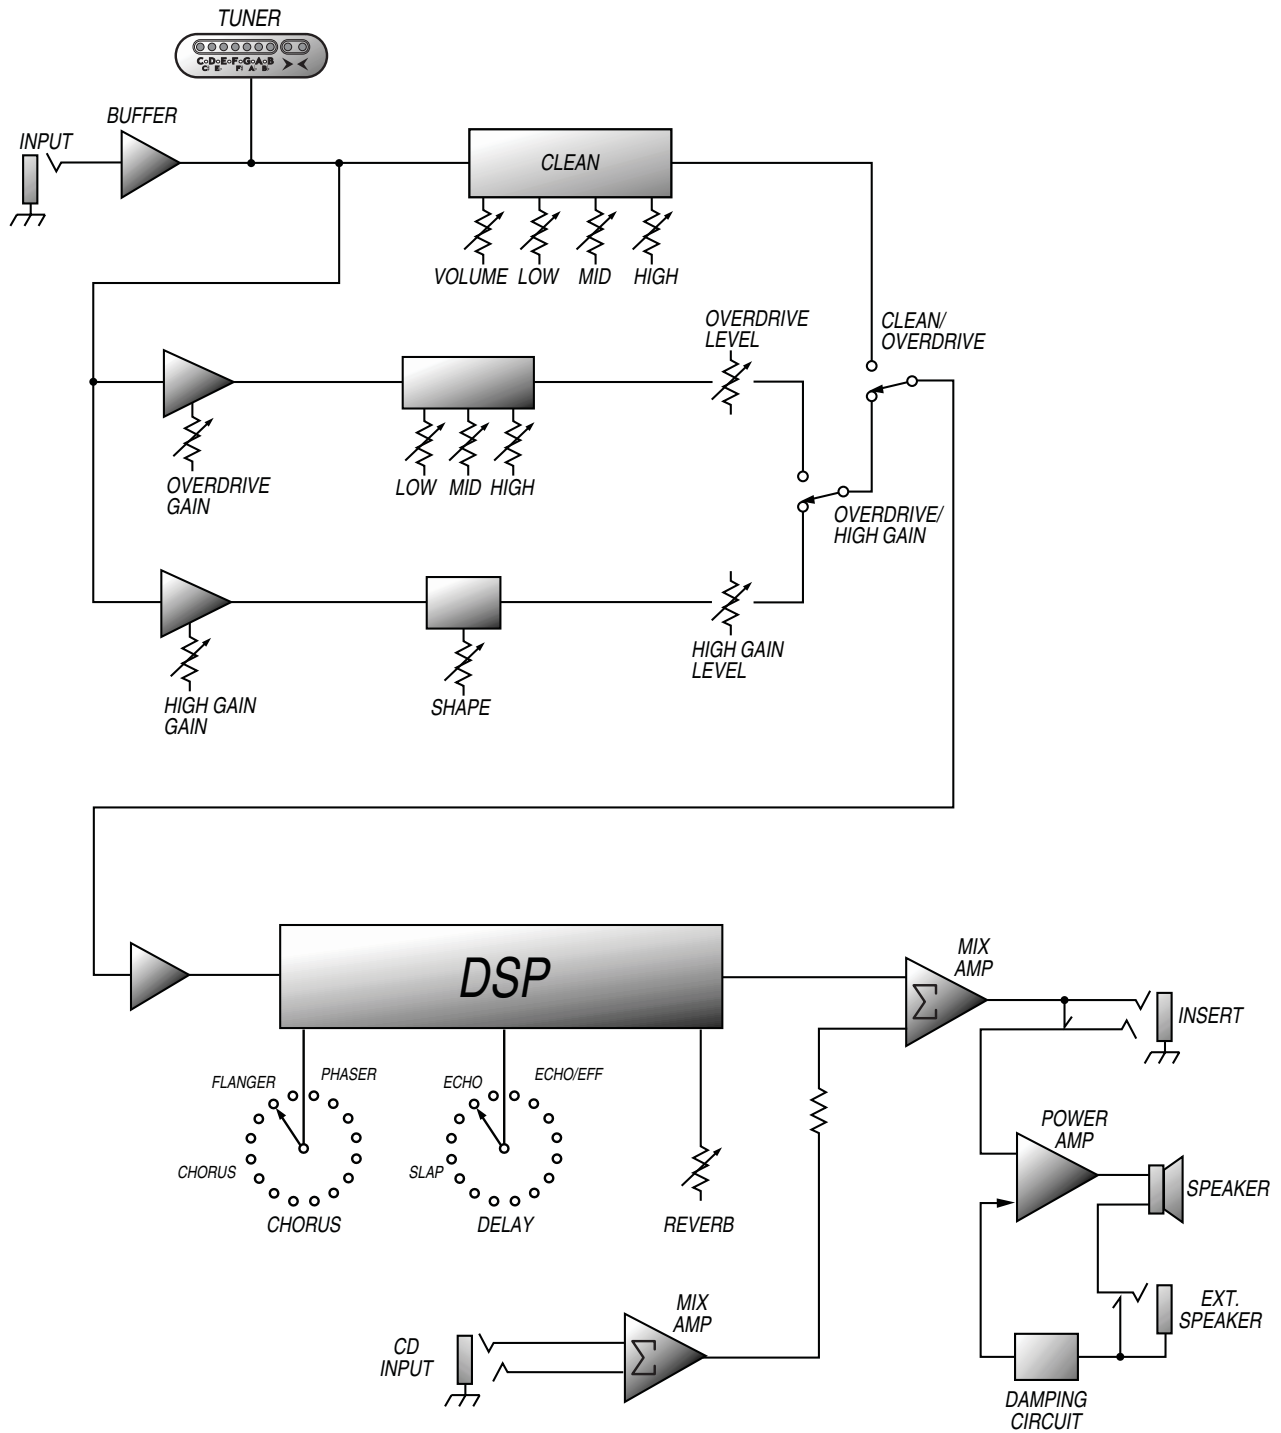 TUNER
C D E F G A B
BUFFER
INPUT
CLEAN
VOLUME LOW MID HIGH
OVERDRIVE
LEVEL
CLEAN/
OVERDRIVE
OVERDRIVE
GAIN
LOW MID HIGH
OVERDRIVE/
HIGH GAIN
HIGH GAIN
GAIN
SHAPE
HIGH GAIN
LEVEL
DSP
MIX
AMP
Σ
INSERT
FLANGER PHASER
CHORUS
CHORUS
ECHO ECHO/EFF
SLAP
DELAY
REVERB
POWER
AMP
SPEAKER
EXT.
SPEAKER
CD
INPUT
MIX
AMP
Σ
DAMPING
CIRCUIT